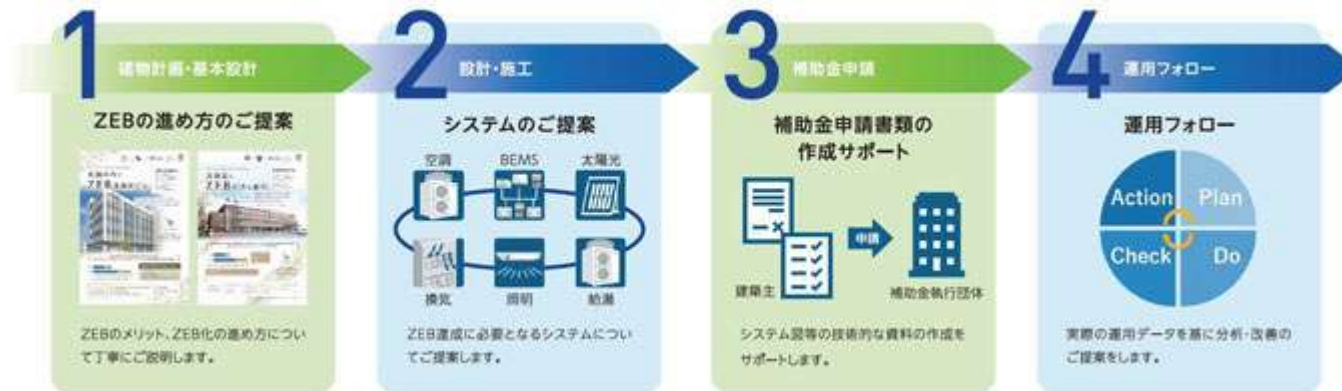 1
建物計画・基本設計
ZEBの進め方のご提案
ZEBのメリット、ZEB化の進め方につい
て丁寧にご説明します。
2
設計・施工
システムのご提案
空調
BEMS
太陽光
換気
照明
給湯
ZEB達成に必要となるシステムについ
てご提案します。
3
補助金申請
補助金申請書類の
作成サポート
申請
建築主
補助金執行団体
システム図等の技術的な資料の作成を
サポートします。
4
運用フォロー
運用フォロー
Action
Plan
Check
Do
実際の運用データを基に分析・改善の
ご提案をします。